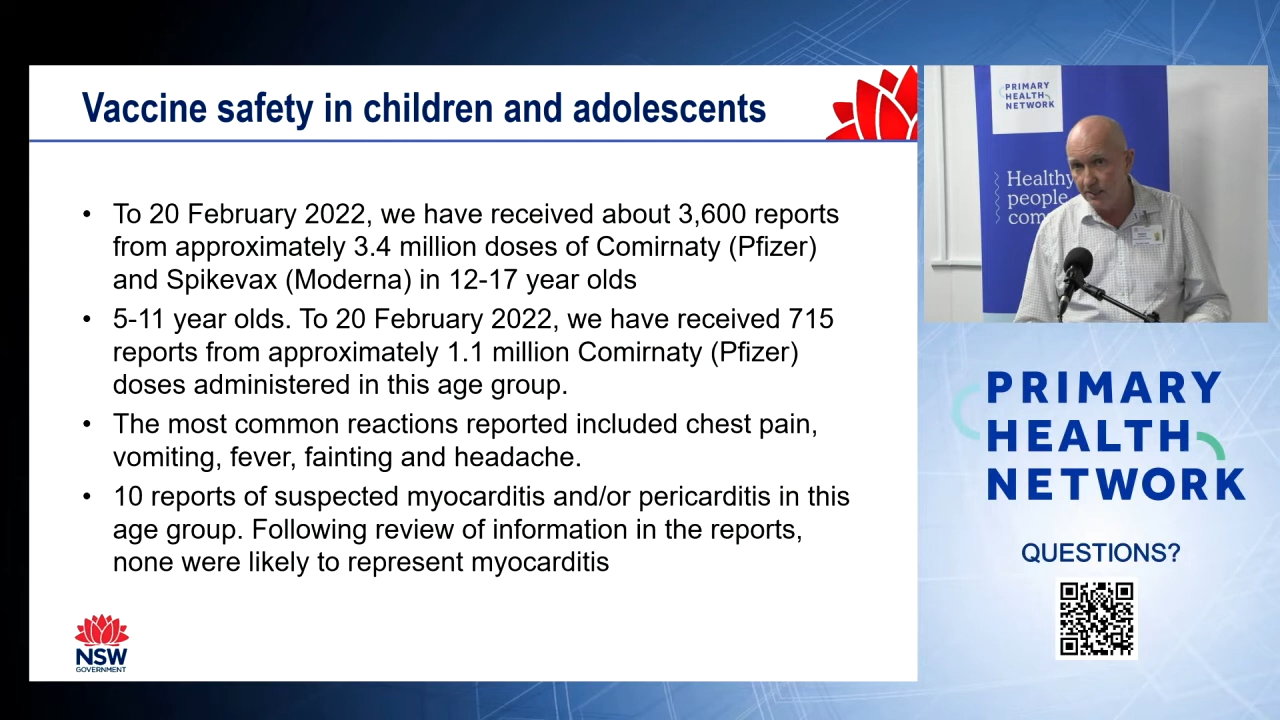 Vaccine safety in children and adolescents
• To 20 February 2022, we have received about 3,600 reports
from approximately 3.4 million doses of Comirnaty (Pfizer)
and Spikevax (Moderna) in 12-17 year olds
• 5-11 year olds. To 20 February 2022, we have received 715
reports from approximately 1.1 million Comirnaty (Pfizer)
doses administered in this age group.
• The most common reactions reported included chest pain,
vomiting, fever, fainting and headache.
• 10 reports of suspected myocarditis and/or pericarditis in this
age group. Following review of information in the reports,
none were likely to represent myocarditis
NSW
GOVERNMENT
PRIMARY
HEALTH
NETWORK
Healthy
people
com
PRIMARY
HEALTH
NETWORK
QUESTIONS?